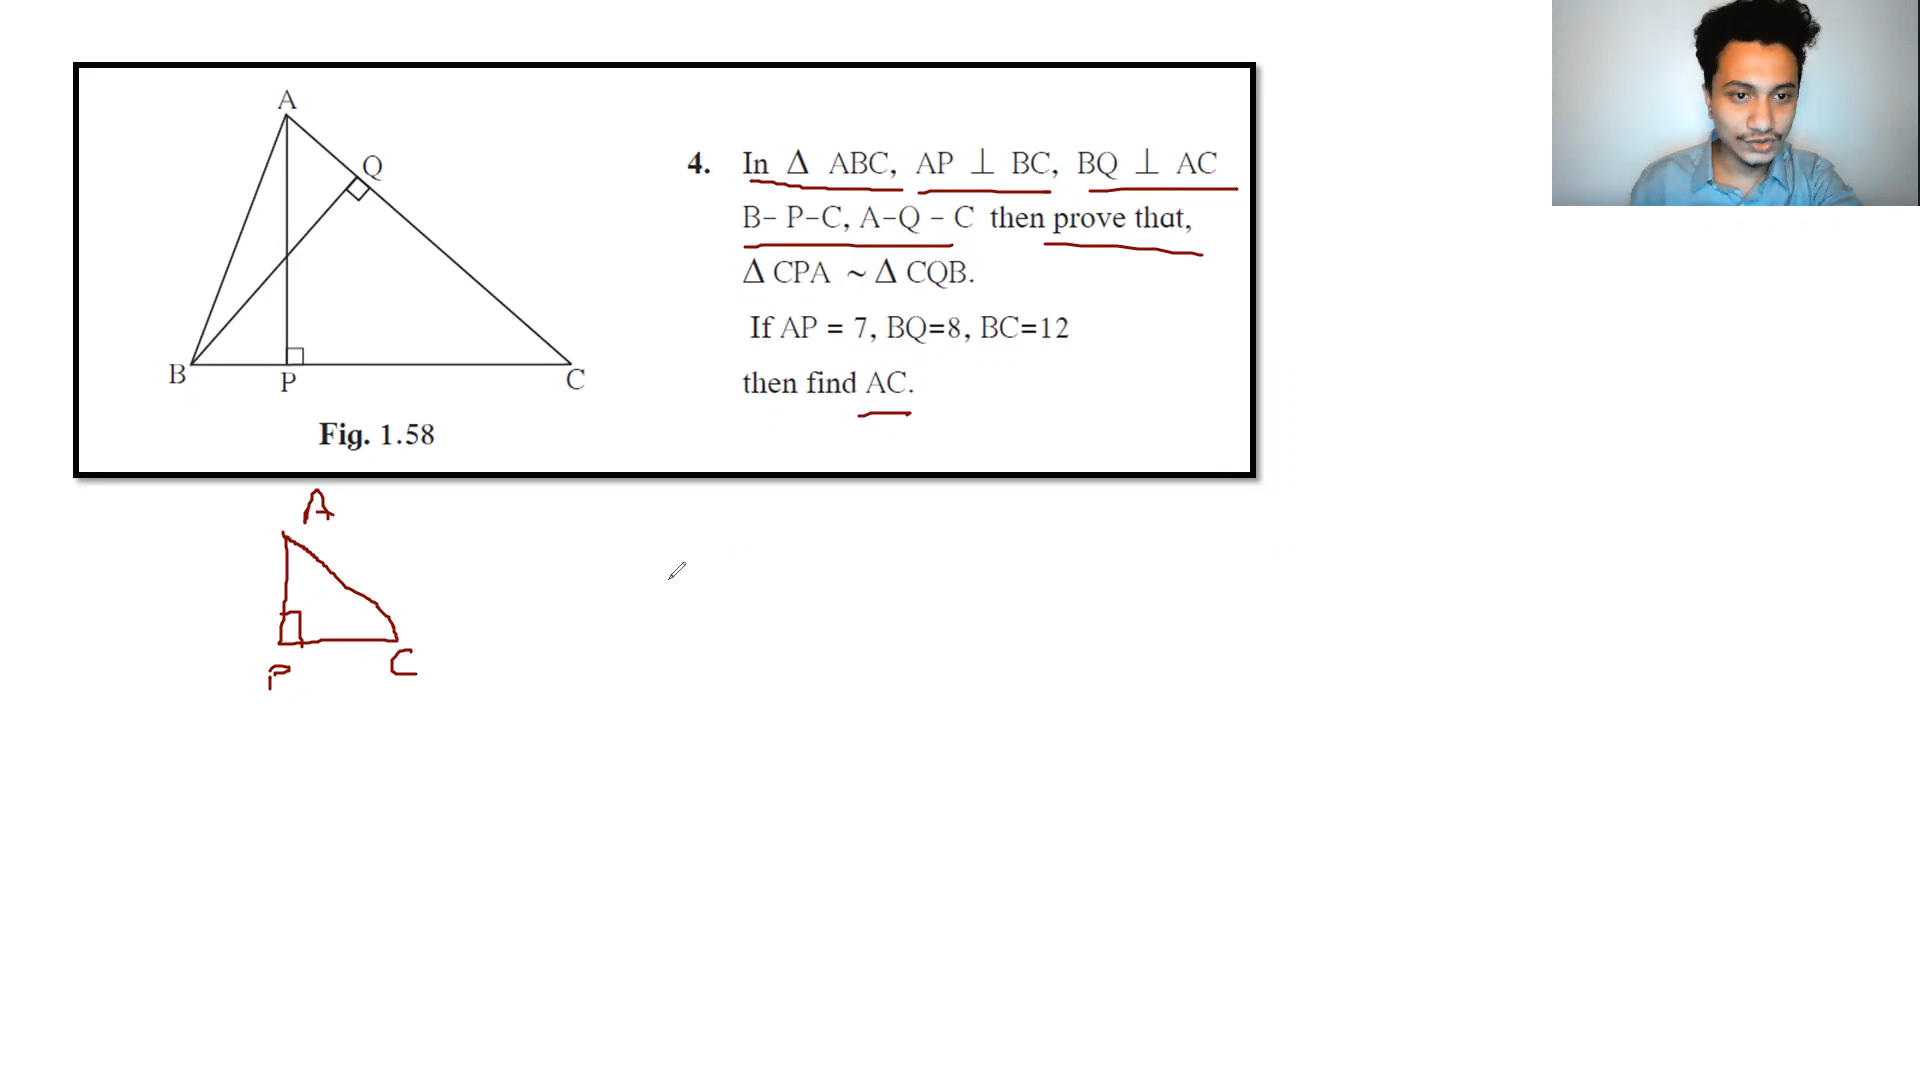 A
Q
B
P
C
Fig. 1.58
4. In Δ ABC, AP ⊥ BC, BQ ⊥ AC
B- P-C, A-Q - C then prove that,
Δ CPA ~ Δ CQB.
If AP = 7, BQ=8, BC=12
then find AC.
A
P
C